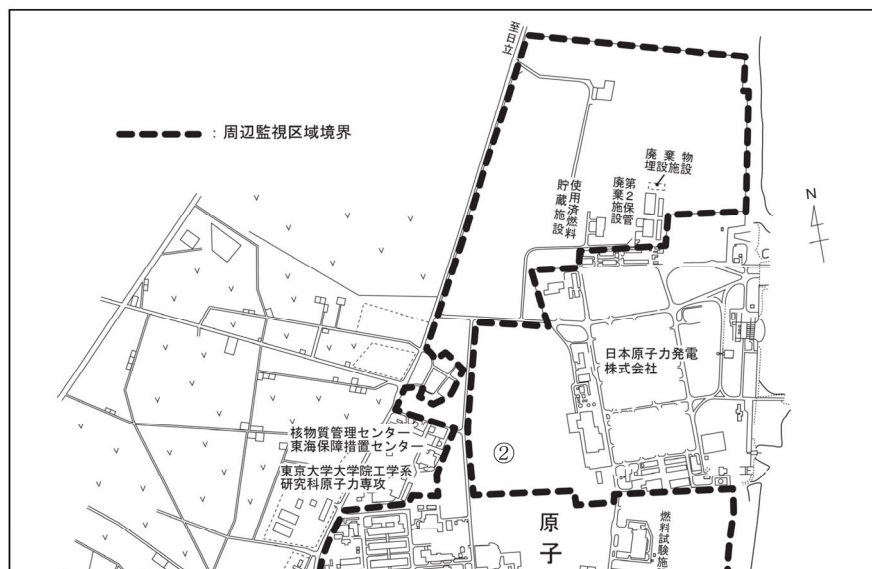 至日立
：周辺監視区域境界
廃棄物
埋設施設
第2保管
廃棄施設
使用済燃料
貯蔵施設
N
日本原子力発電
株式会社
核物質管理センター
東海保障措置センター
②
東京大学大学院工学系
研究科原子力専攻
原子
燃料試験施